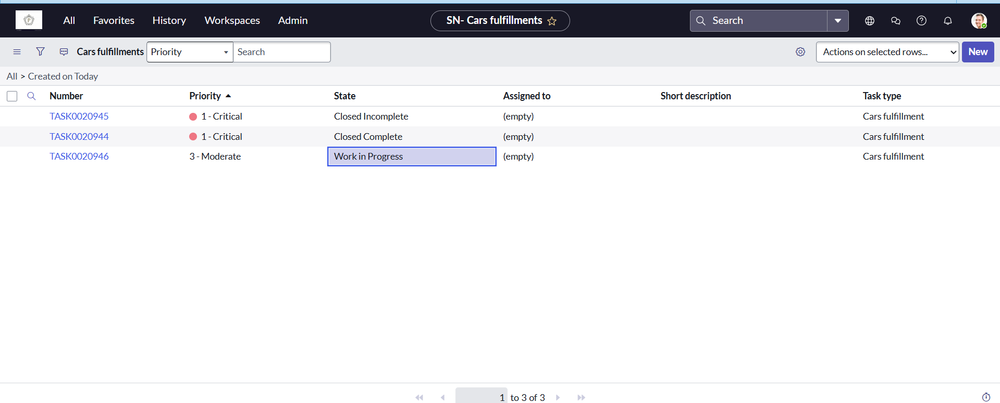 All Favorites History Workspaces Admin SN- Cars fulfillments Search
Cars fulfillments Priority Search Actions on selected rows... New
All > Created on Today
Number Priority State Assigned to Short description Task type
TASK0020945 1 - Critical Closed Incomplete (empty) Cars fulfillment
TASK0020944 1 - Critical Closed Complete (empty) Cars fulfillment
TASK0020946 3 - Moderate Work in Progress (empty) Cars fulfillment
1 to 3 of 3